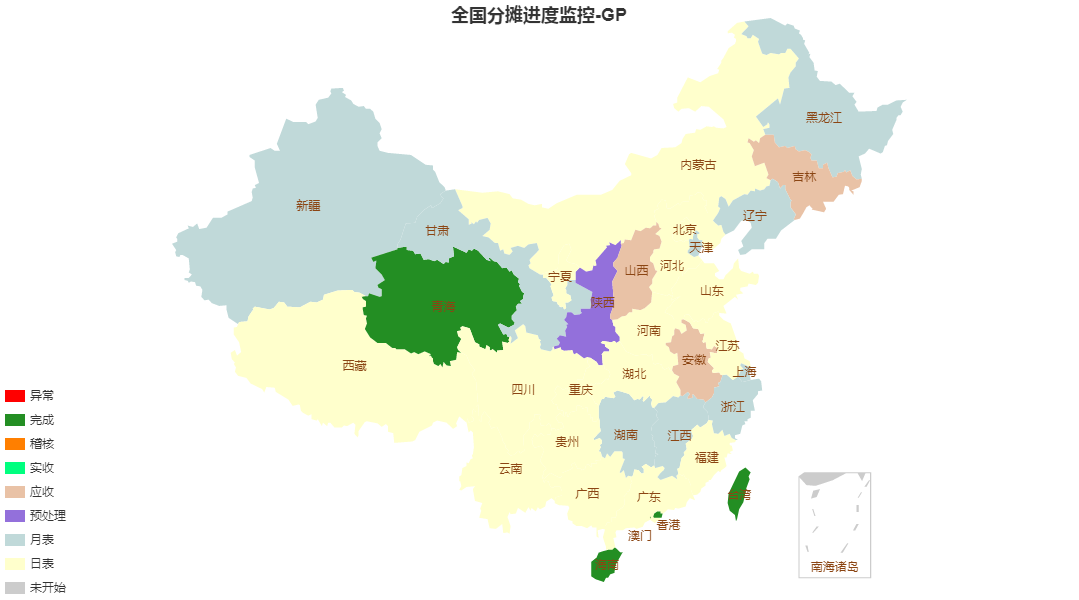 全国分摊进度监控-GP
黑龙江
内蒙古
吉林
新疆
辽宁
甘肃
北京
天津
宁夏
山西
河北
山东
青海
陕西
河南
江苏
安徽
西藏
上海
湖北
四川
重庆
浙江
湖南
江西
贵州
福建
云南
广西
广东
台湾
香港
澳门
海南
南海诸岛
异常
完成
稽核
实收
应收
预处理
月表
日表
未开始